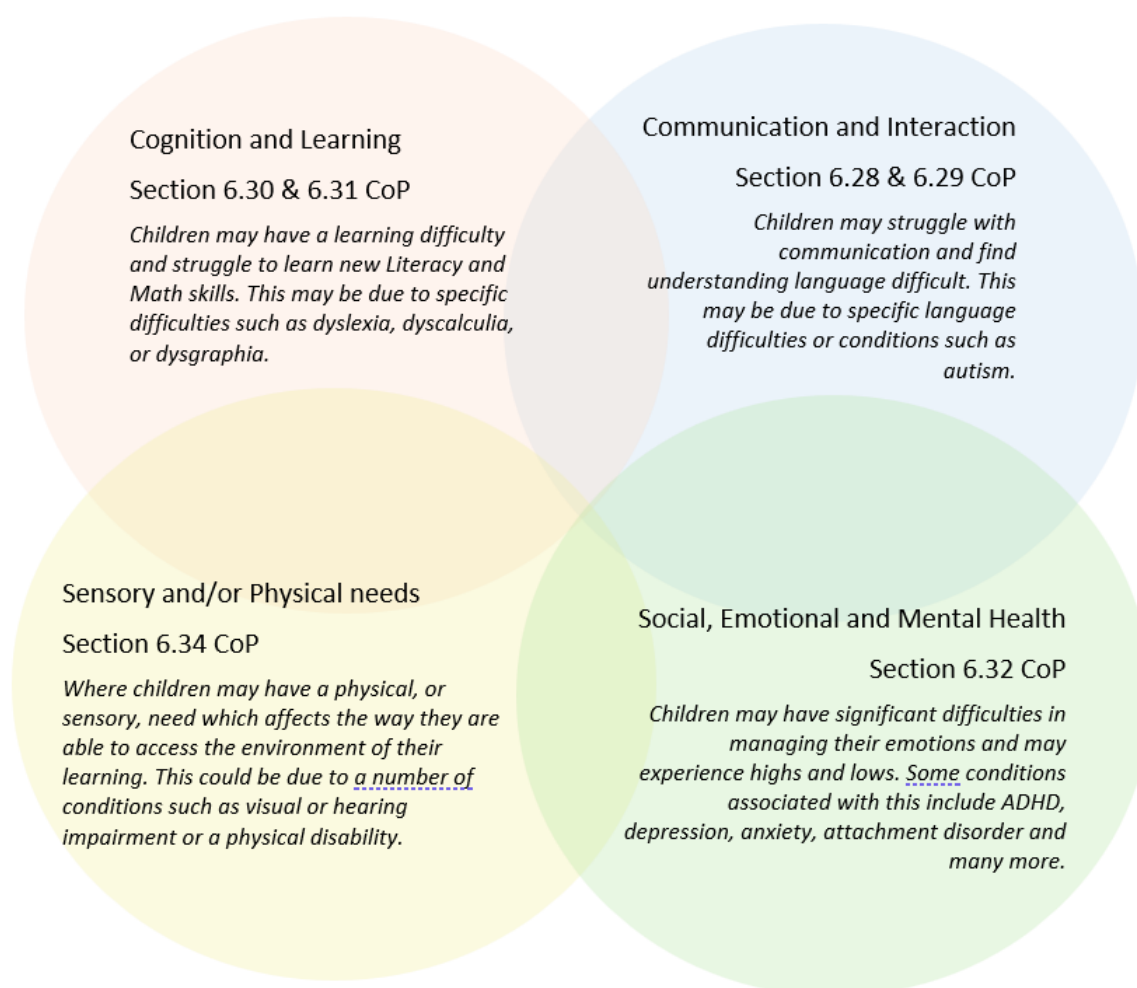 Cognition and Learning
Section 6.30 & 6.31 CoP
Children may have a learning difficulty
and struggle to learn new Literacy and
Math skills. This may be due to specific
difficulties such as dyslexia, dyscalculia,
or dysgraphia.
Communication and Interaction
Section 6.28 & 6.29 CoP
Children may struggle with
communication and find
understanding language difficult. This
may be due to specific language
difficulties or conditions such as
autism.
Sensory and/or Physical needs
Section 6.34 CoP
Where children may have a physical, or
sensory, need which affects the way they are
able to access the environment of their
learning. This could be due to a number of
conditions such as visual or hearing
impairment or a physical disability.
Social, Emotional and Mental Health
Section 6.32 CoP
Children may have significant difficulties in
managing their emotions and may
experience highs and lows. Some conditions
associated with this include ADHD,
depression, anxiety, attachment disorder and
many more.